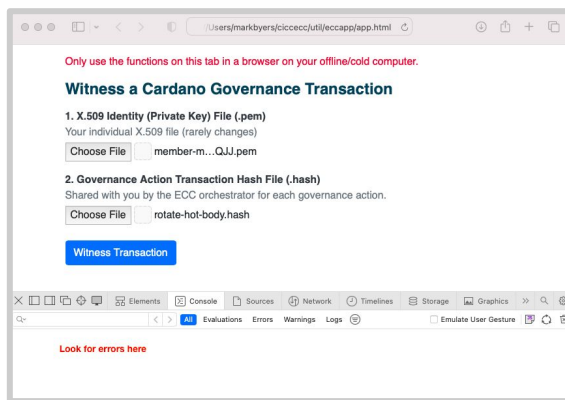 /Users/markbyers/ciccecc/util/eccapp/app.html
Only use the functions on this tab in a browser on your offline/cold computer.
Witness a Cardano Governance Transaction
1. X.509 Identity (Private Key) File (.pem)
Your individual X.509 file (rarely changes)
Choose File member-m…QJJ.pem
2. Governance Action Transaction Hash File (.hash)
Shared with you by the ECC orchestrator for each governance action.
Choose File rotate-hot-body.hash
Witness Transaction
Elements Console Sources Network Timelines Storage Graphics
All Evaluations Errors Warnings Logs Emulate User Gesture
Look for errors here